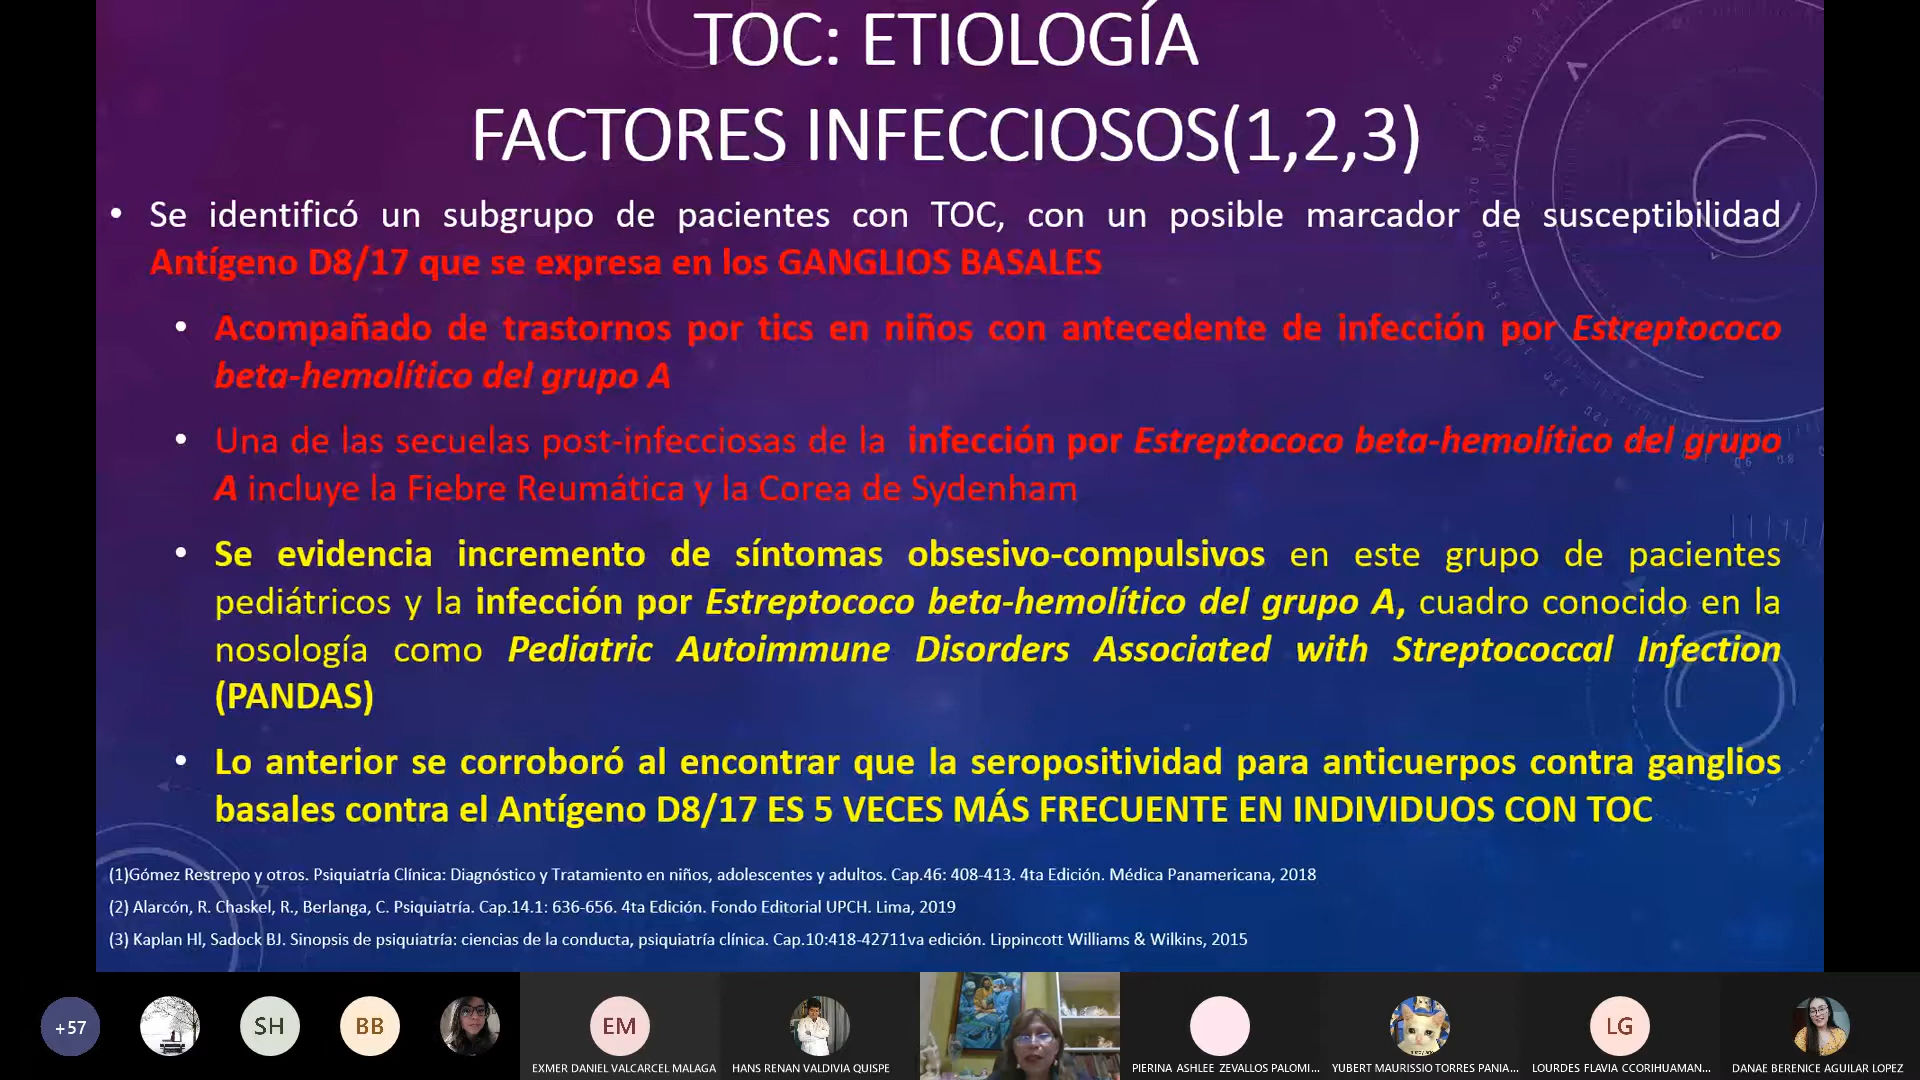 TOC: ETIOLOGÍA
FACTORES INFECCIOSOS(1,2,3)
• Se identificó un subgrupo de pacientes con TOC, con un posible marcador de susceptibilidad
Antígeno D8/17 que se expresa en los GANGLIOS BASALES
• Acompañado de trastornos por tics en niños con antecedente de infección por Estreptococo
beta-hemolítico del grupo A
• Una de las secuelas post-infecciosas de la infección por Estreptococo beta-hemolítico del grupo
A incluye la Fiebre Reumática y la Corea de Sydenham
• Se evidencia incremento de síntomas obsesivo-compulsivos en este grupo de pacientes
pediátricos y la infección por Estreptococo beta-hemolítico del grupo A, cuadro conocido en la
nosología como Pediatric Autoimmune Disorders Associated with Streptococcal Infection
(PANDAS)
• Lo anterior se corroboró al encontrar que la seropositividad para anticuerpos contra ganglios
basales contra el Antígeno D8/17 ES 5 VECES MÁS FRECUENTE EN INDIVIDUOS CON TOC
(1)Gómez Restrepo y otros. Psiquiatría Clínica: Diagnóstico y Tratamiento en niños, adolescentes y adultos. Cap.46: 408-413. 4ta Edición. Médica Panamericana, 2018
(2) Alarcón, R. Chaskel, R., Berlanga, C. Psiquiatría. Cap.14.1: 636-656. 4ta Edición. Fondo Editorial UPCH. Lima, 2019
(3) Kaplan Hl, Sadock BJ. Sinopsis de psiquiatría: ciencias de la conducta, psiquiatría clínica. Cap.10:418-42711va edición. Lippincott Williams & Wilkins, 2015
+57
SH
BB
EM
LG
EXMER DANIEL VALCARCEL MALAGA
HANS RENAN VALDIVIA QUISPE
PIERINA ASHLEE ZEVALLOS PALOMI...
YUBERT MAURISSIO TORRES PANIA...
LOURDES FLAVIA CCORIHUAMAN...
DANAE BERENICE AGUILAR LOPEZ